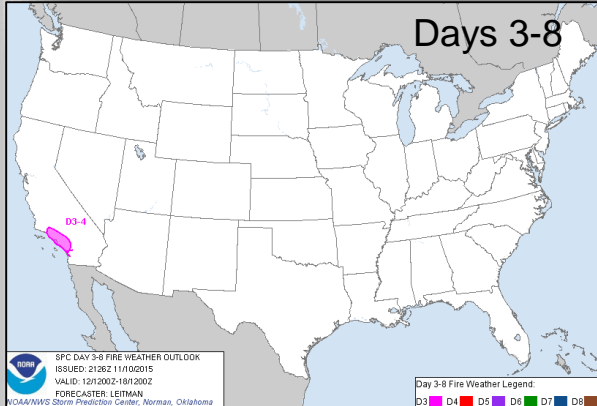 Days 3-8
D3-4
NOAA
SPC DAY 3-8 FIRE WEATHER OUTLOOK
ISSUED: 2126Z 11/10/2015
VALID: 12/1200Z-18/1200Z
FORECASTER: LEITMAN
NOAA/NWS Storm Prediction Center, Norman, Oklahoma
Day 3-8 Fire Weather Legend:
D3 D4 D5 D6 D7 D8